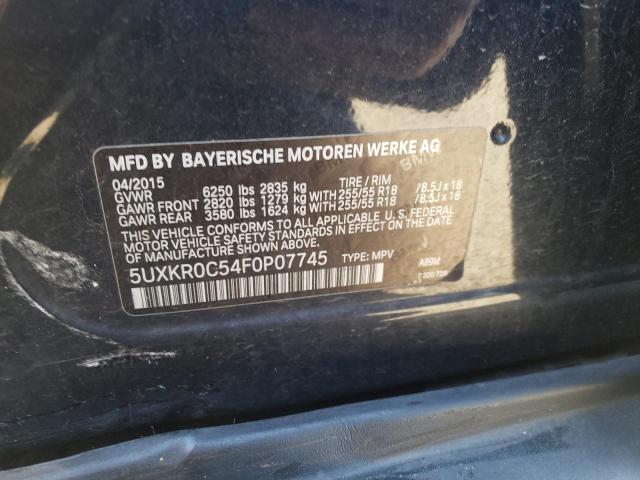 MFD BY BAYERISCHE MOTOREN WERKE AG
04/2015 TIRE / RIM
GVWR 6250 lbs 2835 kg
GAWR FRONT 2820 lbs 1279 kg WITH 255/55 R18 /8.5J x 18
GAWR REAR 3580 lbs 1624 kg WITH 255/55 R18 /8.5J x 18
THIS VEHICLE CONFORMS TO ALL APPLICABLE U. S. FEDERAL
MOTOR VEHICLE SAFETY STANDARDS IN EFFECT ON THE DATE
OF MANUFACTURE SHOWN ABOVE.
5UXKR0C54F0P07745 TYPE: MPV A89M